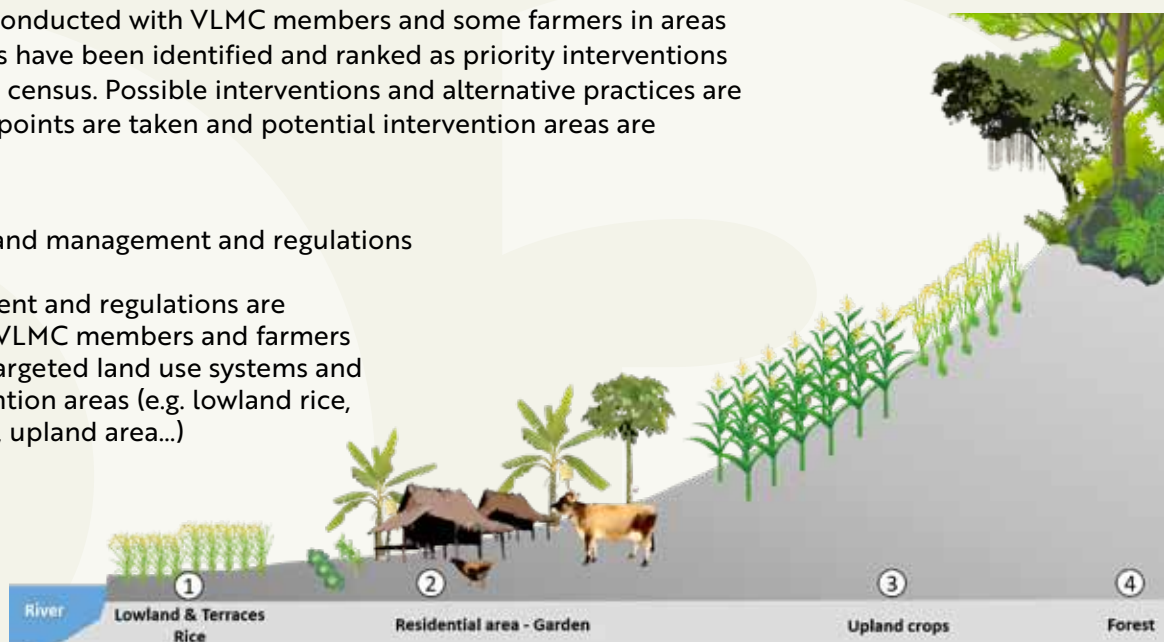 onducted with VLMC members and some farmers in areas
s have been identified and ranked as priority interventions
census. Possible interventions and alternative practices are
points are taken and potential intervention areas are
and management and regulations
ent and regulations are
VLMC members and farmers
argeted land use systems and
ntion areas (e.g. lowland rice,
upland area...)
1
2
3
4
River
Lowland & Terraces
Rice
Residential area - Garden
Upland crops
Forest